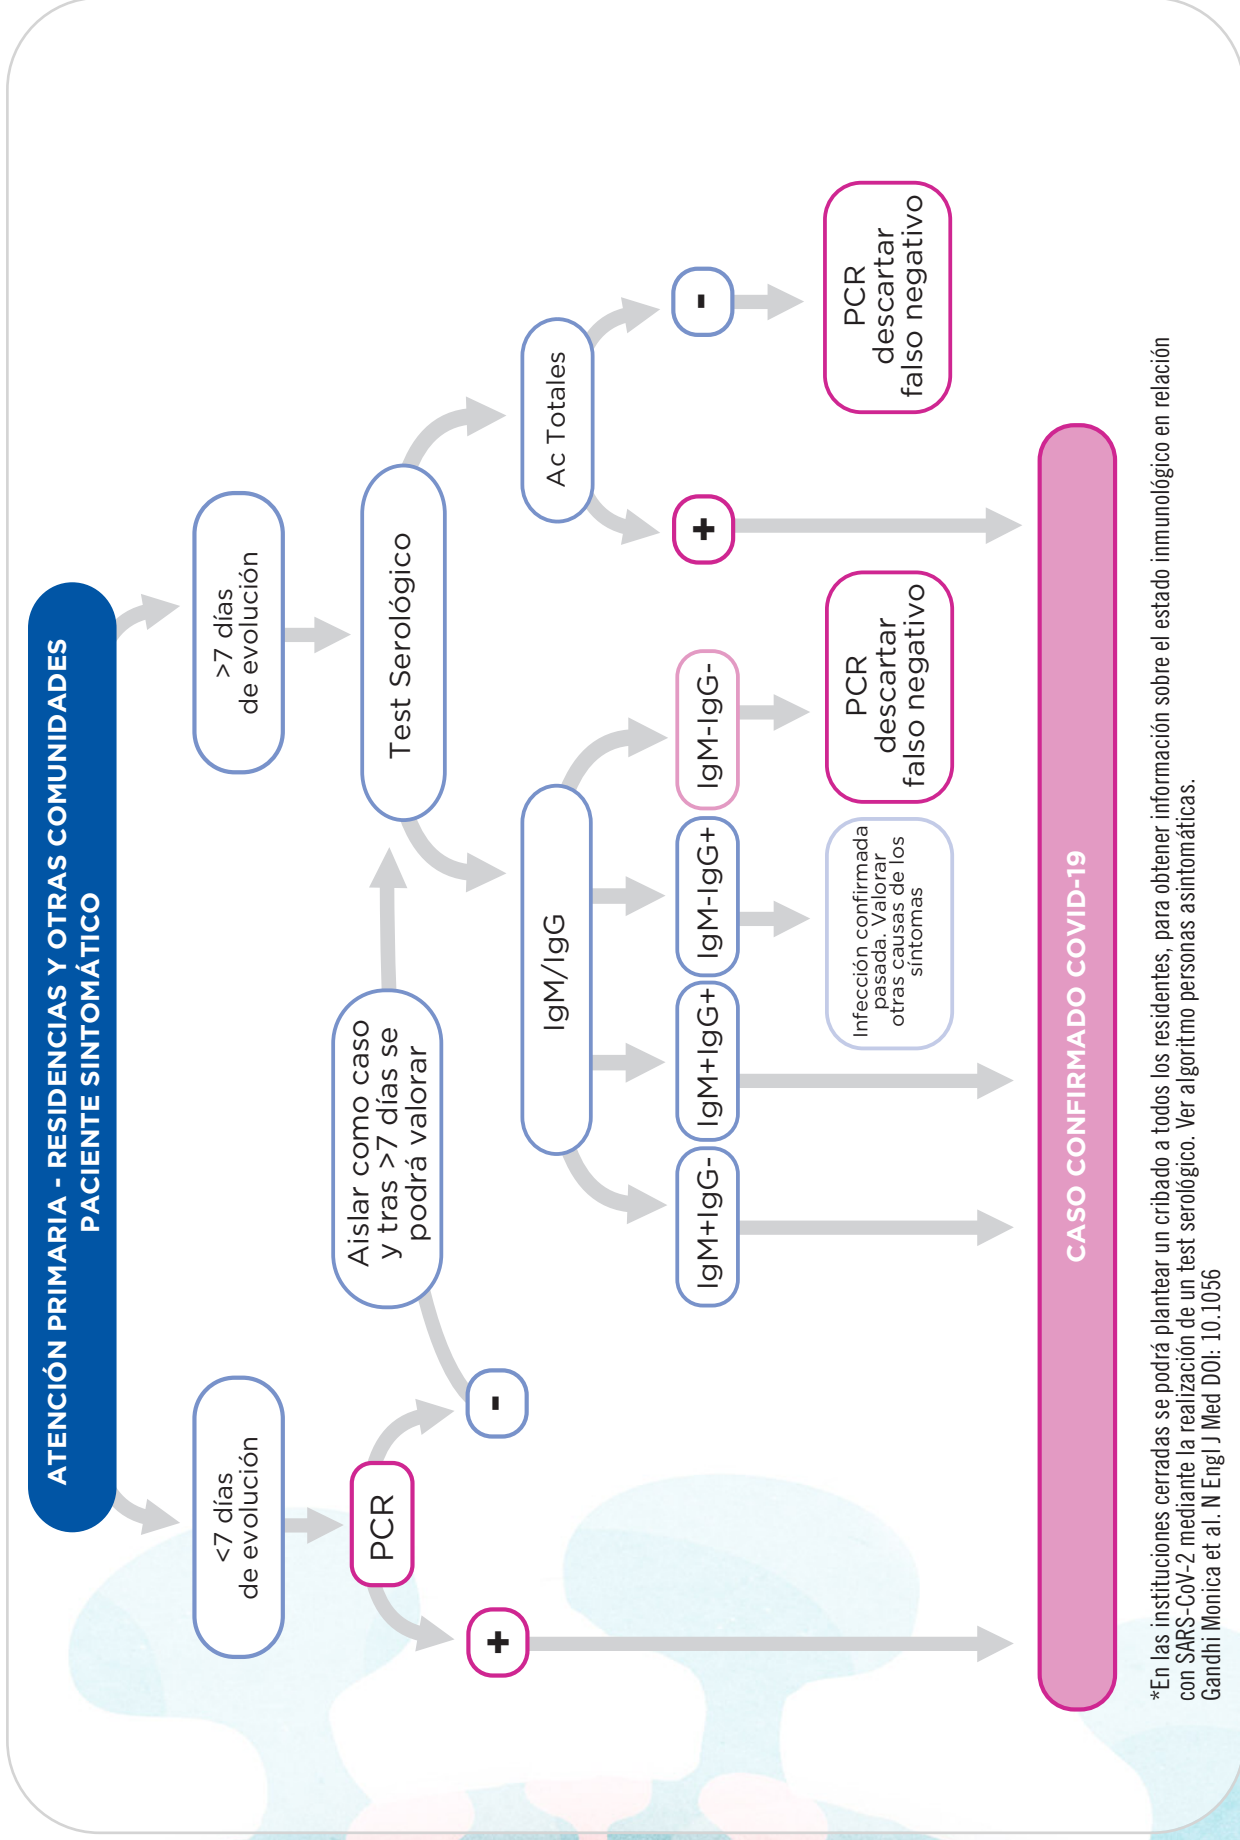 ATENCIÓN PRIMARIA - RESIDENCIAS Y OTRAS COMUNIDADES
PACIENTE SINTOMÁTICO
<7 días
de evolución
>7 días
de evolución
PCR
+
-
Aislar como caso
y tras >7 días se
podrá valorar
Test Serológico
IgM/IgG
Ac Totales
IgM+IgG-
IgM+IgG+
IgM-IgG+
IgM-IgG-
+
-
Infección confirmada
pasada. Valorar
otras causas de los
síntomas
PCR
descartar
falso negativo
PCR
descartar
falso negativo
CASO CONFIRMADO COVID-19
*En las instituciones cerradas se podrá plantear un cribado a todos los residentes, para obtener información sobre el estado inmunológico en relación
con SARS-CoV-2 mediante la realización de un test serológico. Ver algoritmo personas asintomáticas.
Gandhi Monica et al. N Engl J Med DOI: 10.1056